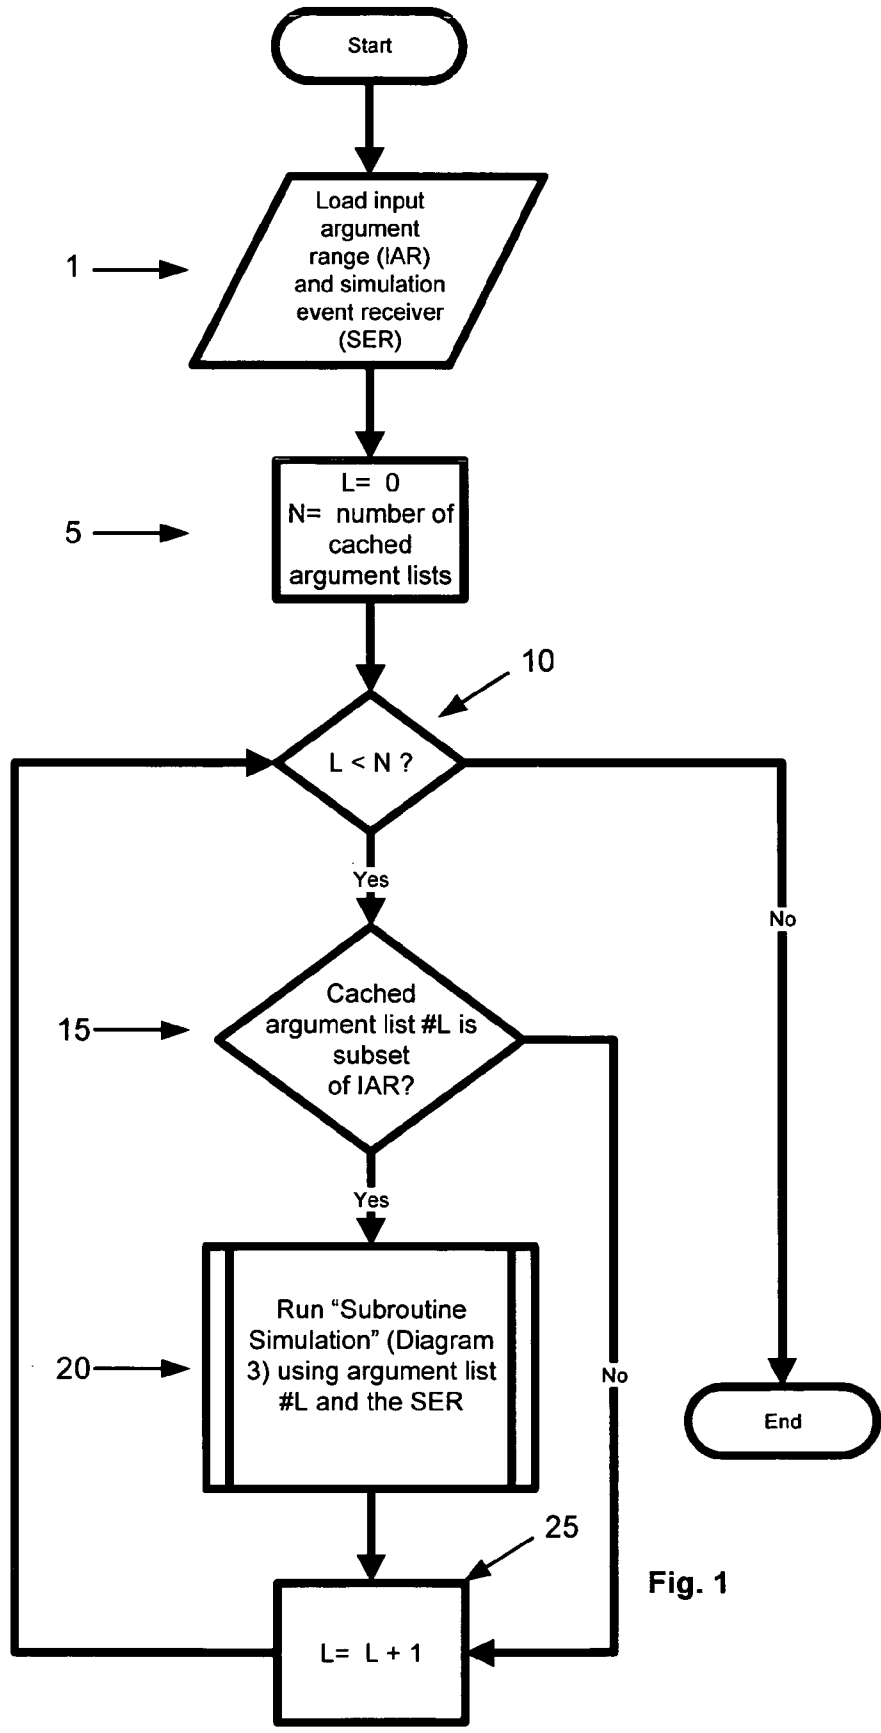 Start
Load input
argument
range (IAR)
and simulation
event receiver
(SER)
1
L= 0
N= number of
cached
argument lists
5
10
L < N ?
Yes
No
Cached
argument list #L is
subset
of IAR?
15
Yes
No
Run “Subroutine
Simulation” (Diagram
3) using argument list
#L and the SER
20
End
25
L= L + 1
Fig. 1